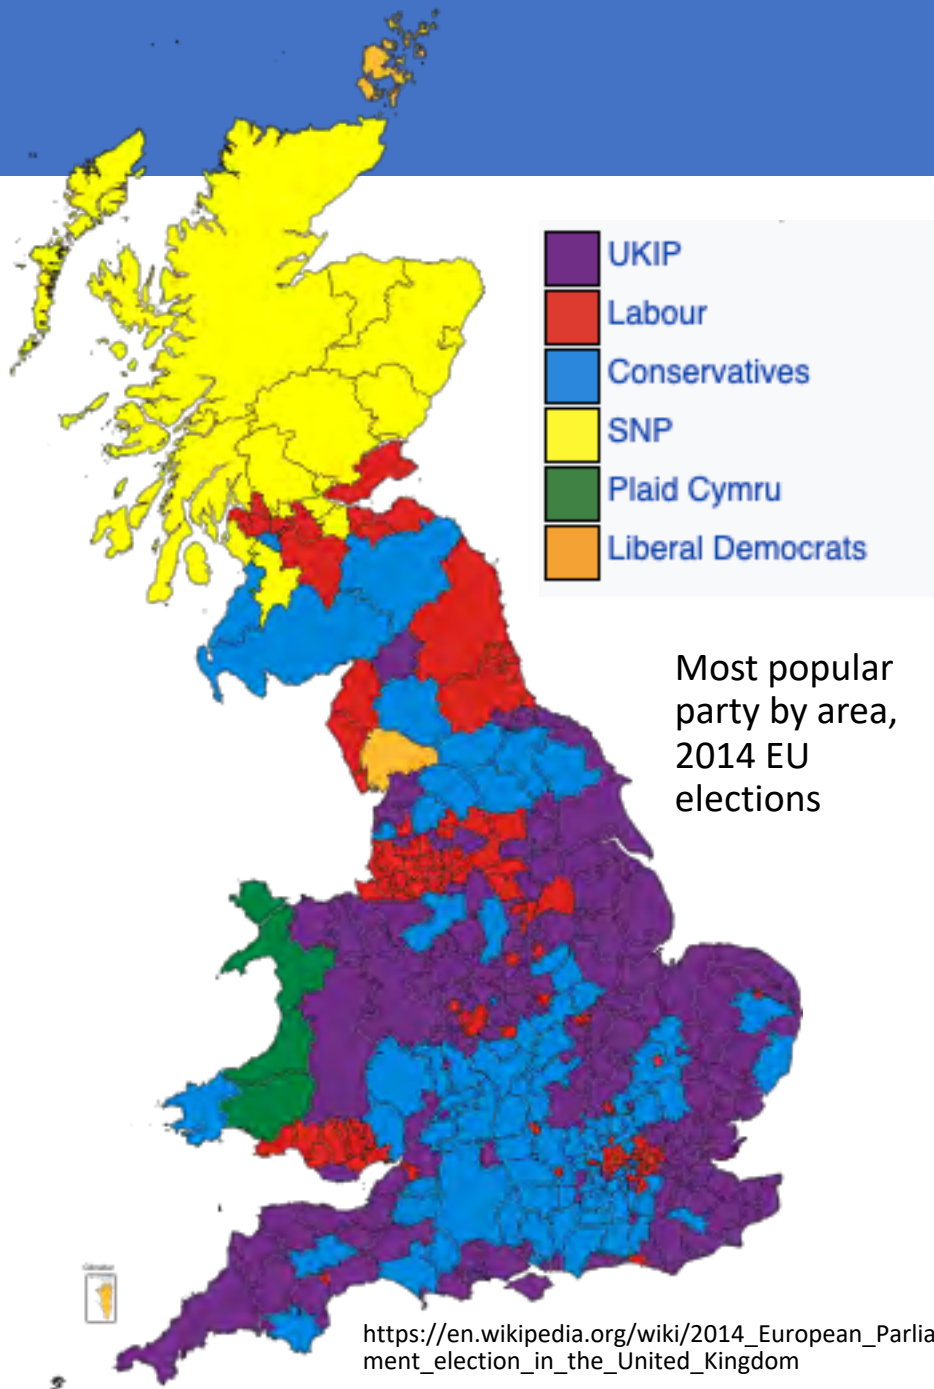 UKIP
Labour
Conservatives
SNP
Plaid Cymru
Liberal Democrats
Most popular
party by area,
2014 EU
elections
Gibraltar
https://en.wikipedia.org/wiki/2014_European_Parlia
ment_election_in_the_United_Kingdom